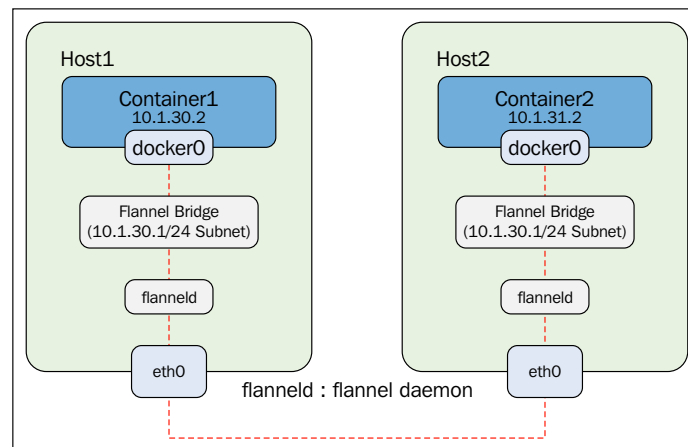 Host1
Container1
10.1.30.2
docker0
Flannel Bridge
(10.1.30.1/24 Subnet)
flanneld
eth0
Host2
Container2
10.1.31.2
docker0
Flannel Bridge
(10.1.30.1/24 Subnet)
flanneld
eth0
flanneld : flannel daemon